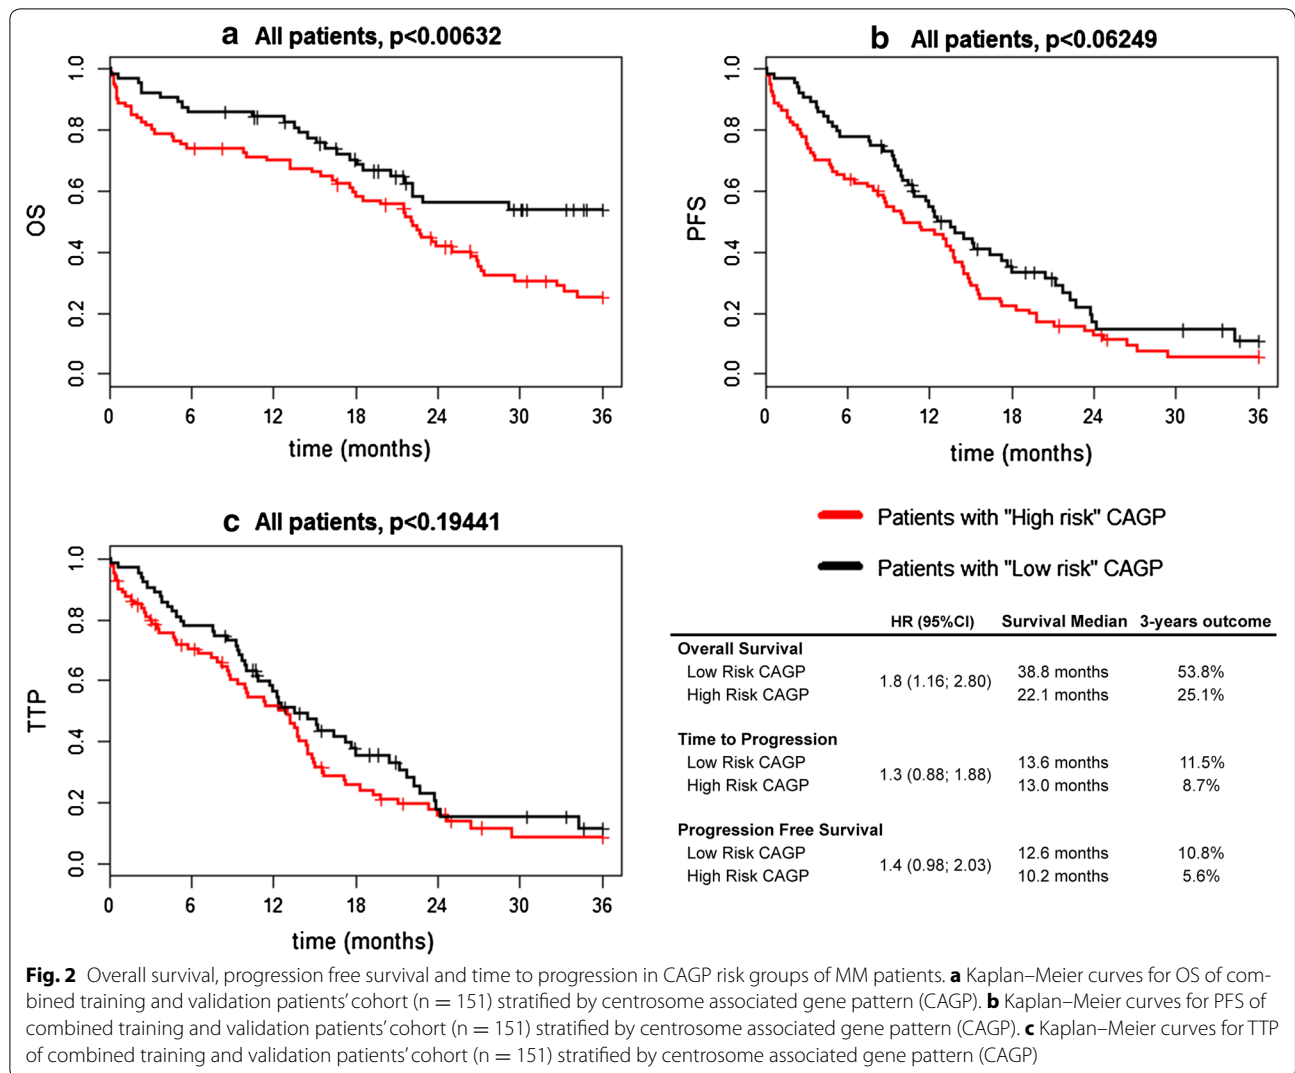 a All patients, p<0.00632
OS
1.0
0.8
0.6
0.4
0.2
0.0
0 6 12 18 24 30 36
time (months)
b All patients, p<0.06249
PFS
1.0
0.8
0.6
0.4
0.2
0.0
0 6 12 18 24 30 36
time (months)
c All patients, p<0.19441
TTP
1.0
0.8
0.6
0.4
0.2
0.0
0 6 12 18 24 30 36
time (months)
Patients with "High risk" CAGP
Patients with "Low risk" CAGP
HR (95%CI) Survival Median 3-years outcome
Overall Survival
Low Risk CAGP 38.8 months 53.8%
1.8 (1.16; 2.80)
High Risk CAGP 22.1 months 25.1%
Time to Progression
Low Risk CAGP 13.6 months 11.5%
1.3 (0.88; 1.88)
High Risk CAGP 13.0 months 8.7%
Progression Free Survival
Low Risk CAGP 12.6 months 10.8%
1.4 (0.98; 2.03)
High Risk CAGP 10.2 months 5.6%
Fig. 2 Overall survival, progression free survival and time to progression in CAGP risk groups of MM patients. a Kaplan–Meier curves for OS of com-
bined training and validation patients' cohort (n = 151) stratified by centrosome associated gene pattern (CAGP). b Kaplan–Meier curves for PFS of
combined training and validation patients' cohort (n = 151) stratified by centrosome associated gene pattern (CAGP). c Kaplan–Meier curves for TTP
of combined training and validation patients' cohort (n = 151) stratified by centrosome associated gene pattern (CAGP)